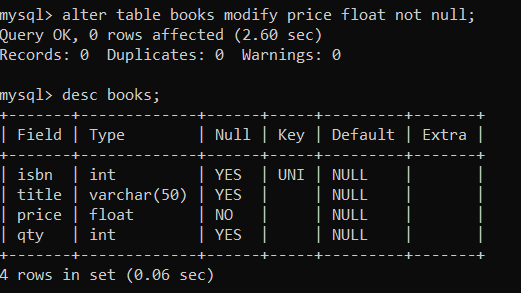 mysql> alter table books modify price float not null;
Query OK, 0 rows affected (2.60 sec)
Records: 0  Duplicates: 0  Warnings: 0

mysql> desc books;
+-------+-------------+------+-----+---------+-------+
| Field | Type        | Null | Key | Default | Extra |
+-------+-------------+------+-----+---------+-------+
| isbn  | int         | YES  | UNI | NULL    |       |
| title | varchar(50) | YES  |     | NULL    |       |
| price | float       | NO   |     | NULL    |       |
| qty   | int         | YES  |     | NULL    |       |
+-------+-------------+------+-----+---------+-------+
4 rows in set (0.06 sec)